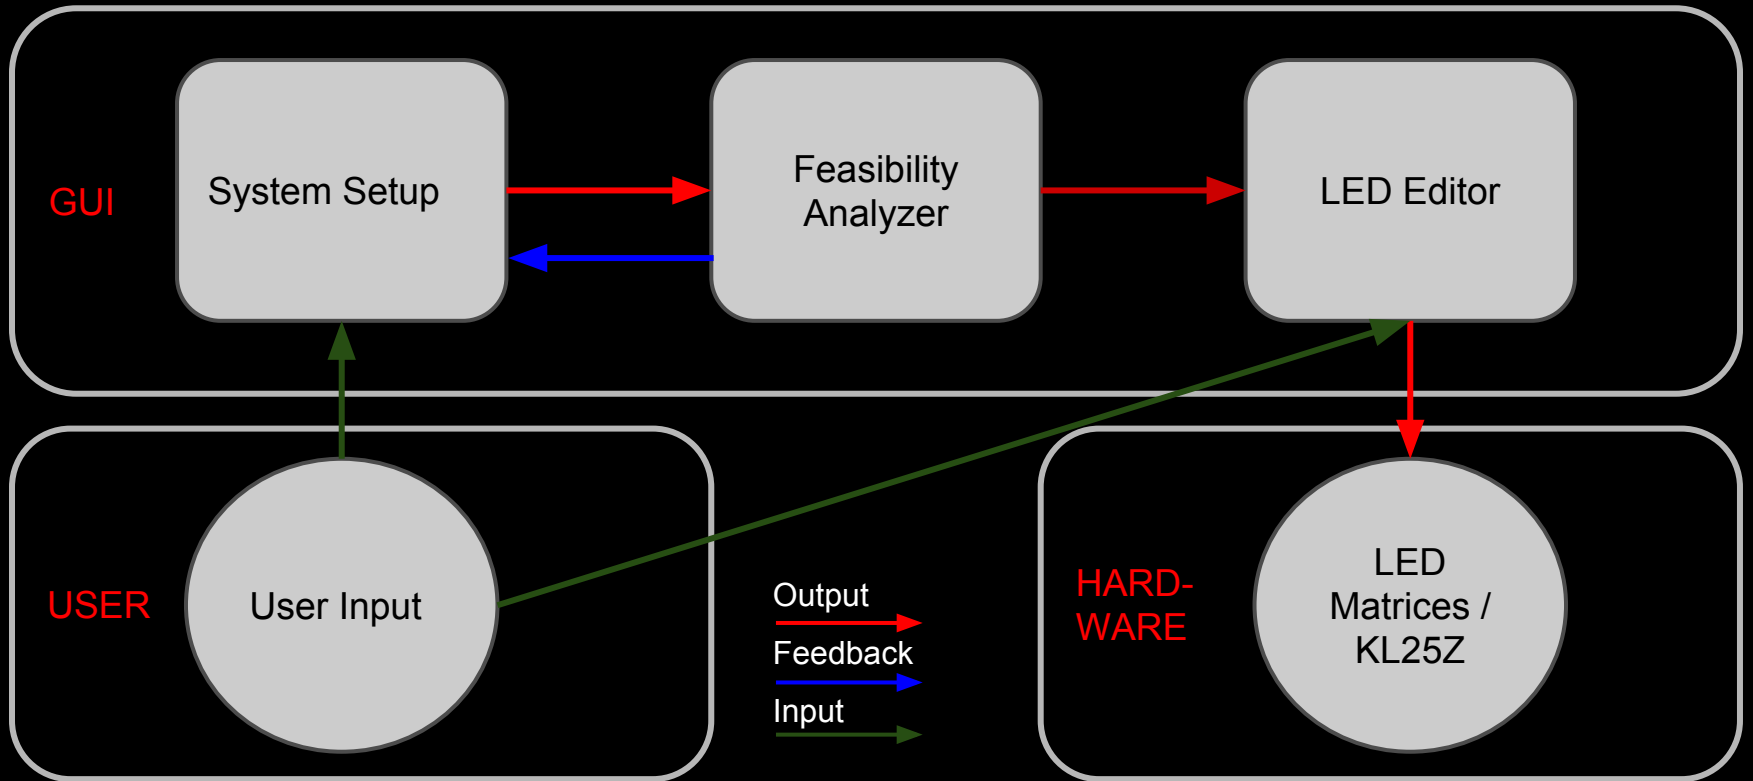 GUI
System Setup
Feasibility
Analyzer
LED Editor
USER
User Input
Output
Feedback
Input
HARD-
WARE
LED
Matrices /
KL25Z